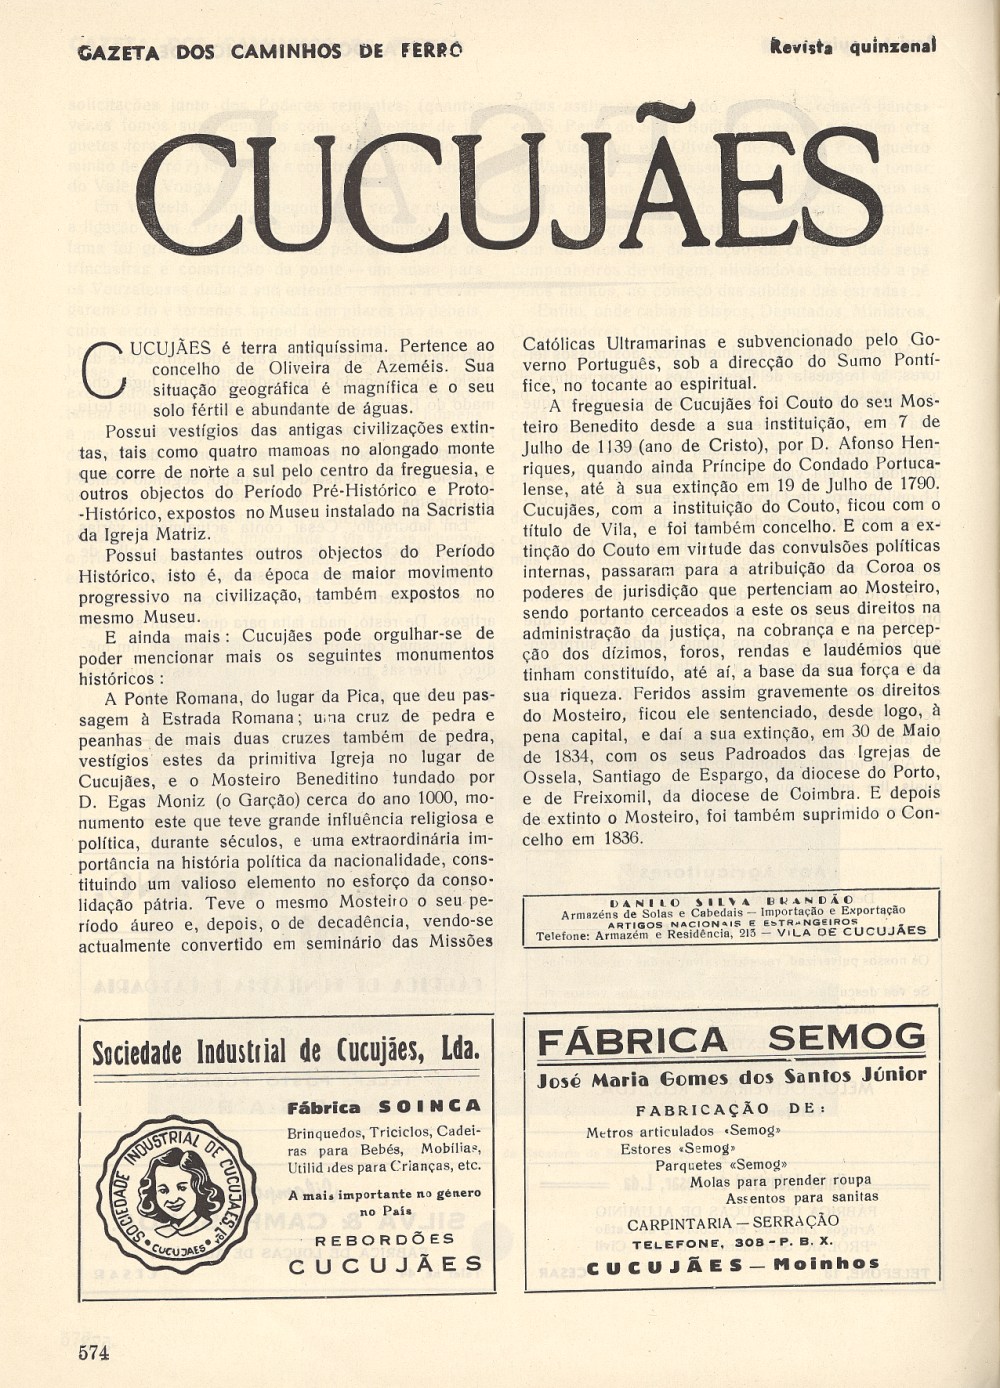 GAZETA DOS CAMINHOS DE FERRO
Revista quinzenal
CUCUJÃES
CUCUJÃES é terra antiquíssima. Pertence ao
concelho de Oliveira de Azeméis. Sua
situação geográfica é magnífica e o seu
solo fértil e abundante de águas.
Possui vestígios das antigas civilizações extin-
tas, tais como quatro mamoas no alongado monte
que corre de norte a sul pelo centro da freguesia, e
outros objectos do Período Pré-Histórico e Proto-
-Histórico, expostos no Museu instalado na Sacristia
da Igreja Matriz.
Possui bastantes outros objectos do Período
Histórico, isto é, da época de maior movimento
progressivo na civilização, também expostos no
mesmo Museu.
E ainda mais: Cucujães pode orgulhar-se de
poder mencionar mais os seguintes monumentos
históricos:
A Ponte Romana, do lugar da Pica, que deu pas-
sagem à Estrada Romana; uma cruz de pedra e
peanhas de mais duas cruzes também de pedra,
vestígios estes da primitiva Igreja no lugar de
Cucujães, e o Mosteiro Beneditino fundado por
D. Egas Moniz (o Garção) cerca do ano 1000, mo-
numento este que teve grande influência religiosa e
política, durante séculos, e uma extraordinária im-
portância na história política da nacionalidade, cons-
tituindo um valioso elemento no esforço da conso-
lidação pátria. Teve o mesmo Mosteiro o seu pe-
ríodo áureo e, depois, o de decadência, vendo-se
actualmente convertido em seminário das Missões
Católicas Ultramarinas e subvencionado pelo Go-
verno Português, sob a direcção do Sumo Pontí-
fice, no tocante ao espiritual.
A freguesia de Cucujães foi Couto do seu Mos-
teiro Benedito desde a sua instituição, em 7 de
Julho de 1139 (ano de Cristo), por D. Afonso Hen-
riques, quando ainda Príncipe do Condado Portuca-
lense, até à sua extinção em 19 de Julho de 1790.
Cucujães, com a instituição do Couto, ficou com o
título de Vila, e foi também concelho. E com a ex-
tinção do Couto em virtude das convulsões políticas
internas, passaram para a atribuição da Coroa os
poderes de jurisdição que pertenciam ao Mosteiro,
sendo portanto cerceados a este os seus direitos na
administração da justiça, na cobrança e na percep-
ção dos dízimos, foros, rendas e laudémios que
tinham constituído, até aí, a base da sua força e da
sua riqueza. Feridos assim gravemente os direitos
do Mosteiro, ficou ele sentenciado, desde logo, à
pena capital, e daí a sua extinção, em 30 de Maio
de 1834, com os seus Padroados das Igrejas de
Ossela, Santiago de Espargo, da diocese do Porto,
e de Freixomil, da diocese de Coimbra. E depois
de extinto o Mosteiro, foi também suprimido o Con-
celho em 1836.
DANILO SILVA BRANDÃO
Armazéns de Solas e Cabedais — Importação e Exportação
ARTIGOS NACIONAIS E ESTRANGEIROS
Telefone: Armazém e Residência, 213 — VILA DE CUCUJÃES
Sociedade Industrial de Cucujães, Lda.
Fábrica SOINCA
Brinquedos, Triciclos, Cadei-
ras para Bebés, Mobílias,
Utilidades para Crianças, etc.
A mais importante no género
no País
REBORDÕES
CUCUJÃES
SOCIEDADE INDUSTRIAL DE CUCUJAES, Lda.
• CUCUJAES •
FÁBRICA SEMOG
José Maria Gomes dos Santos Júnior
FABRICAÇÃO DE:
Metros articulados «Semog»
Estores «Semog»
Parquetes «Semog»
Molas para prender roupa
Assentos para sanitas
CARPINTARIA — SERRAÇÃO
TELEFONE, 308 - P. B. X.
CUCUJÃES — Moinhos
574